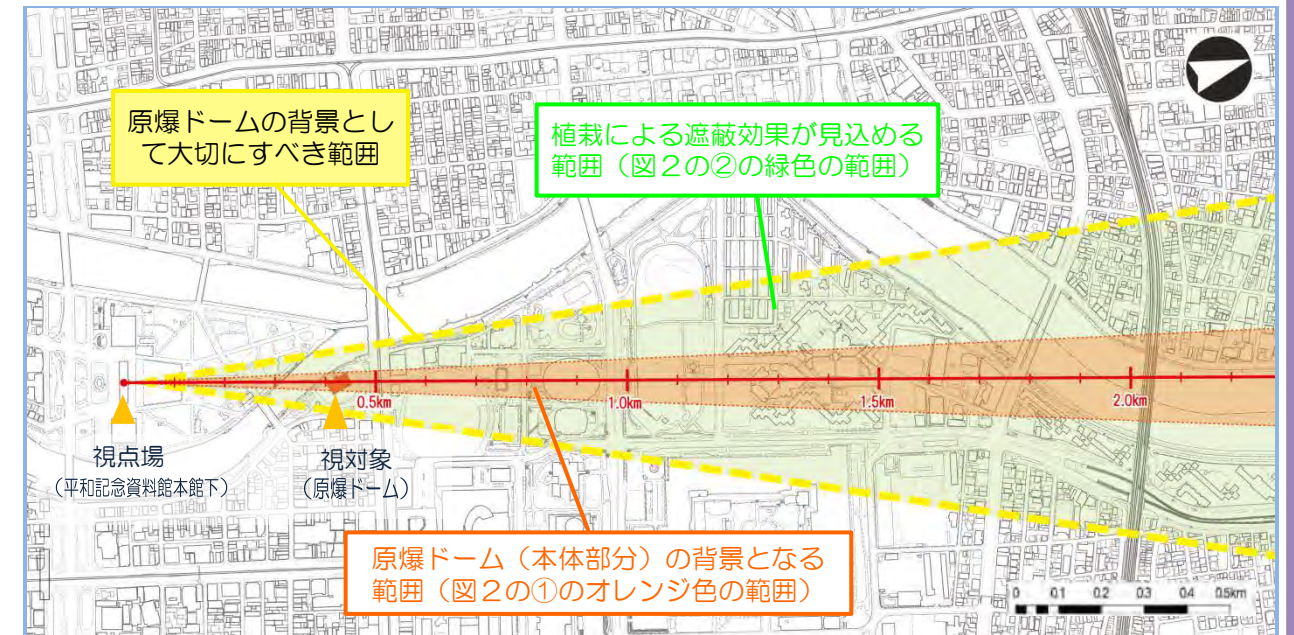 原爆ドームの背景とし
て大切にすべき範囲
植栽による遮蔽効果が見込める
範囲（図２の②の緑色の範囲）
0.5km
1.0km
1.5km
2.0km
視点場
（平和記念資料館本館下）
視対象
（原爆ドーム）
原爆ドーム（本体部分）の背景となる
範囲（図２の①のオレンジ色の範囲）
0 0.1 0.2 0.3 0.4 0.5km